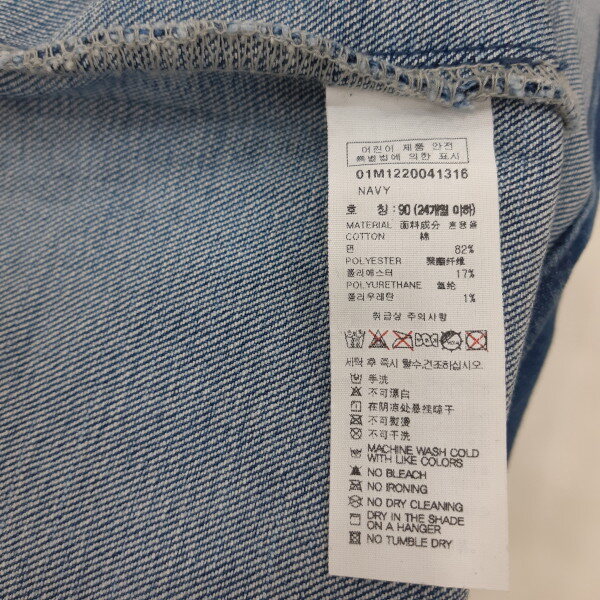 어린이 제품 안전
특별법에 의한 표시
01M1220041316
NAVY
호 칭 : 90 (24개월 이하)
MATERIAL 面料成分 혼용율
COTTON 棉
면 82%
POLYESTER 聚酯纤维
폴리에스터 17%
POLYURETHANE 氨纶
폴리우레탄 1%
취급상 주의사항
세탁 후 즉시 탈수,건조하십시오.
手洗
不可漂白
在阴凉处悬挂晾干
不可熨烫
不可干洗
MACHINE WASH COLD
WITH LIKE COLORS
NO BLEACH
NO IRONING
NO DRY CLEANING
DRY IN THE SHADE
ON A HANGER
NO TUMBLE DRY